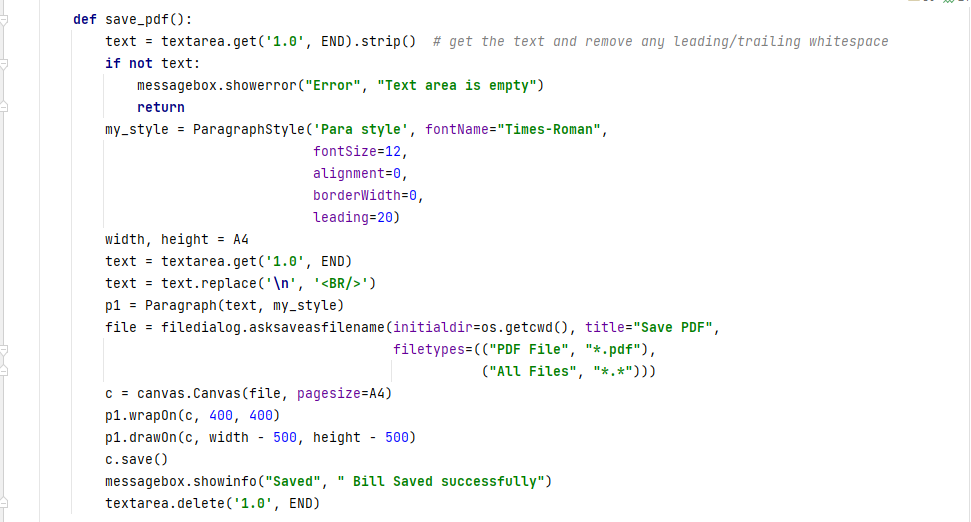 def save_pdf():
    text = textarea.get('1.0', END).strip()  # get the text and remove any leading/trailing whitespace
    if not text:
        messagebox.showerror("Error", "Text area is empty")
        return
    my_style = ParagraphStyle('Para style', fontName="Times-Roman",
                              fontSize=12,
                              alignment=0,
                              borderWidth=0,
                              leading=20)
    width, height = A4
    text = textarea.get('1.0', END)
    text = text.replace('\n', '<BR/>')
    p1 = Paragraph(text, my_style)
    file = filedialog.asksaveasfilename(initialdir=os.getcwd(), title="Save PDF",
                                        filetypes=(("PDF File", "*.pdf"),
                                                   ("All Files", "*.*")))
    c = canvas.Canvas(file, pagesize=A4)
    p1.wrapOn(c, 400, 400)
    p1.drawOn(c, width - 500, height - 500)
    c.save()
    messagebox.showinfo("Saved", " Bill Saved successfully")
    textarea.delete('1.0', END)